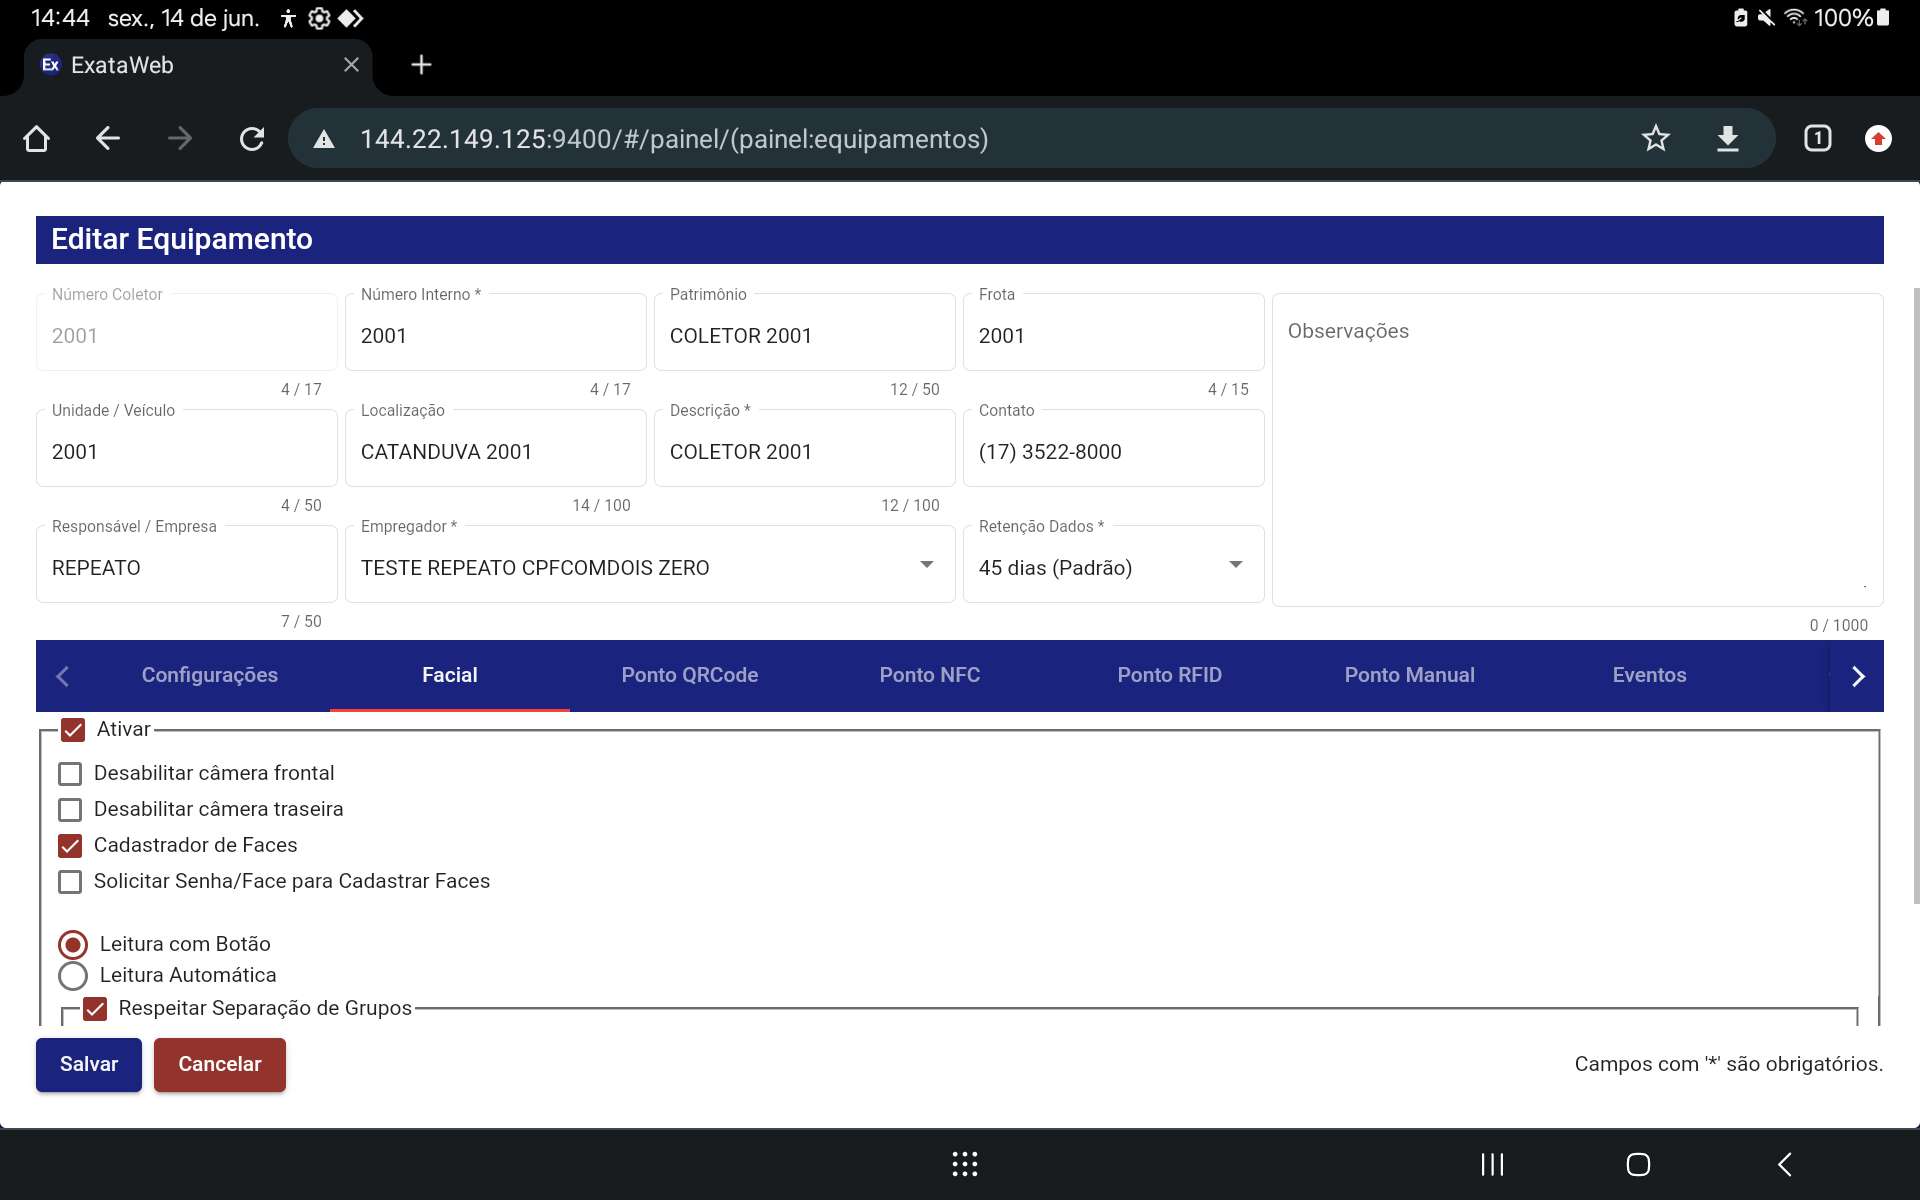 14:44 sex., 14 de jun. 100%
Ex ExataWeb
144.22.149.125:9400/#/painel/(painel:equipamentos) 1
Editar Equipamento
Número Coletor Número Interno * Patrimônio Frota
2001 2001 COLETOR 2001 2001 Observações
4 / 17 4 / 17 12 / 50 4 / 15
Unidade / Veículo Localização Descrição * Contato
2001 CATANDUVA 2001 COLETOR 2001 (17) 3522-8000
4 / 50 14 / 100 12 / 100
Responsável / Empresa Empregador * Retenção Dados *
REPEATO TESTE REPEATO CPFCOMDOIS ZERO 45 dias (Padrão)
7 / 50 0 / 1000
Configurações Facial Ponto QRCode Ponto NFC Ponto RFID Ponto Manual Eventos
Ativar
Desabilitar câmera frontal
Desabilitar câmera traseira
Cadastrador de Faces
Solicitar Senha/Face para Cadastrar Faces
Leitura com Botão
Leitura Automática
Respeitar Separação de Grupos
Salvar Cancelar Campos com '*' são obrigatórios.